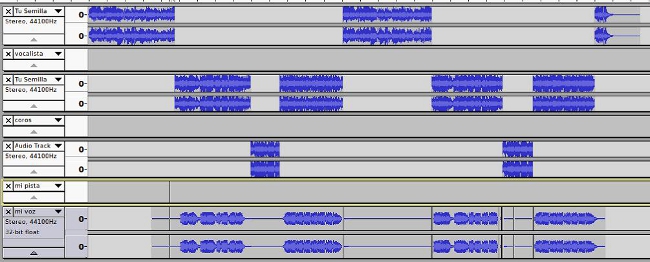 Tu Semilla
Stereo, 44100Hz
0-
0-
vocalista
Tu Semilla
Stereo, 44100Hz
0-
0-
coros
Audio Track
Stereo, 44100Hz
0-
0-
mi pista
mi voz
Stereo, 44100Hz
32-bit float
0-
0-